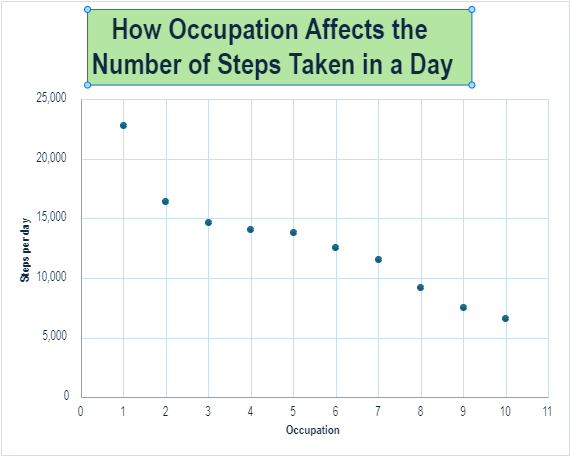 How Occupation Affects the
Number of Steps Taken in a Day
25,000
20,000
15,000
10,000
5,000
0
Steps per day
0 1 2 3 4 5 6 7 8 9 10 11
Occupation